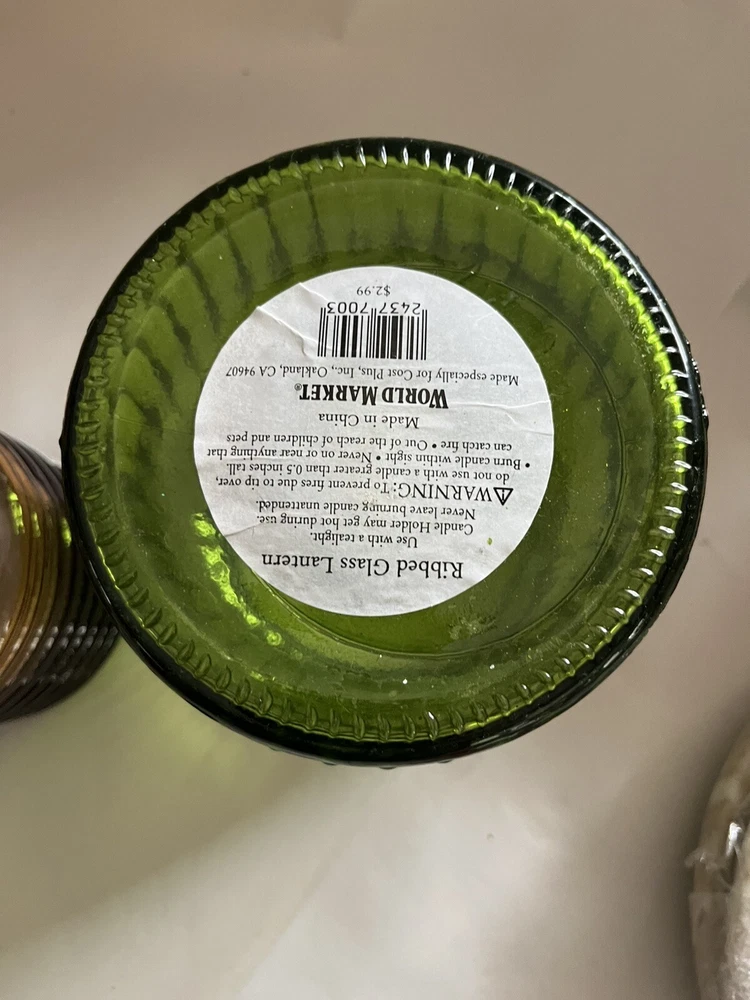 Ribbed Glass Lantern
Use with a tealight.
Candle Holder may get hot during use.
Never leave burning candle unattended.
⚠WARNING: To prevent fires due to tip over,
do not use with a candle greater than 0.5 inches tall.
• Burn candle within sight • Never on or near anything that
can catch fire • Out of the reach of children and pets
Made in China
WORLD MARKET®
Made especially for Cost Plus, Inc., Oakland, CA 94607
2437 7003
$2.99